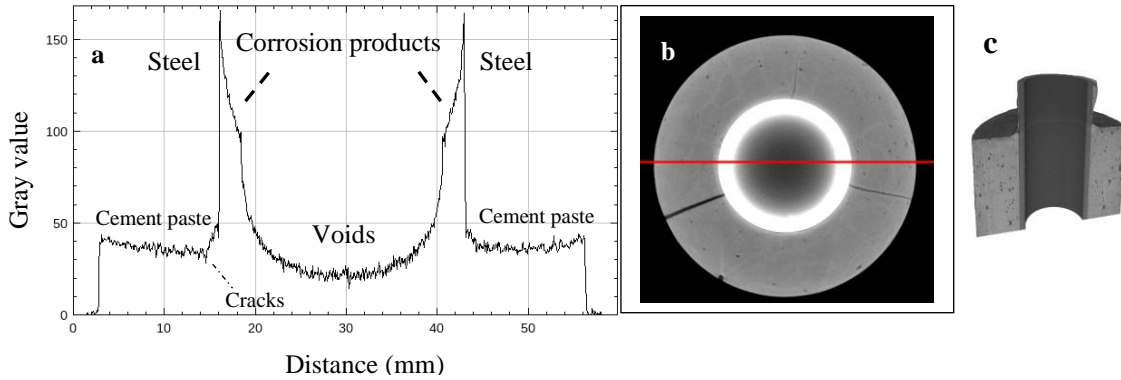 a
Corrosion products
Steel
Steel
Cement paste
Cement paste
Voids
Cracks
Gray value
0
50
100
150
0
10
20
30
40
50
Distance (mm)
b
c